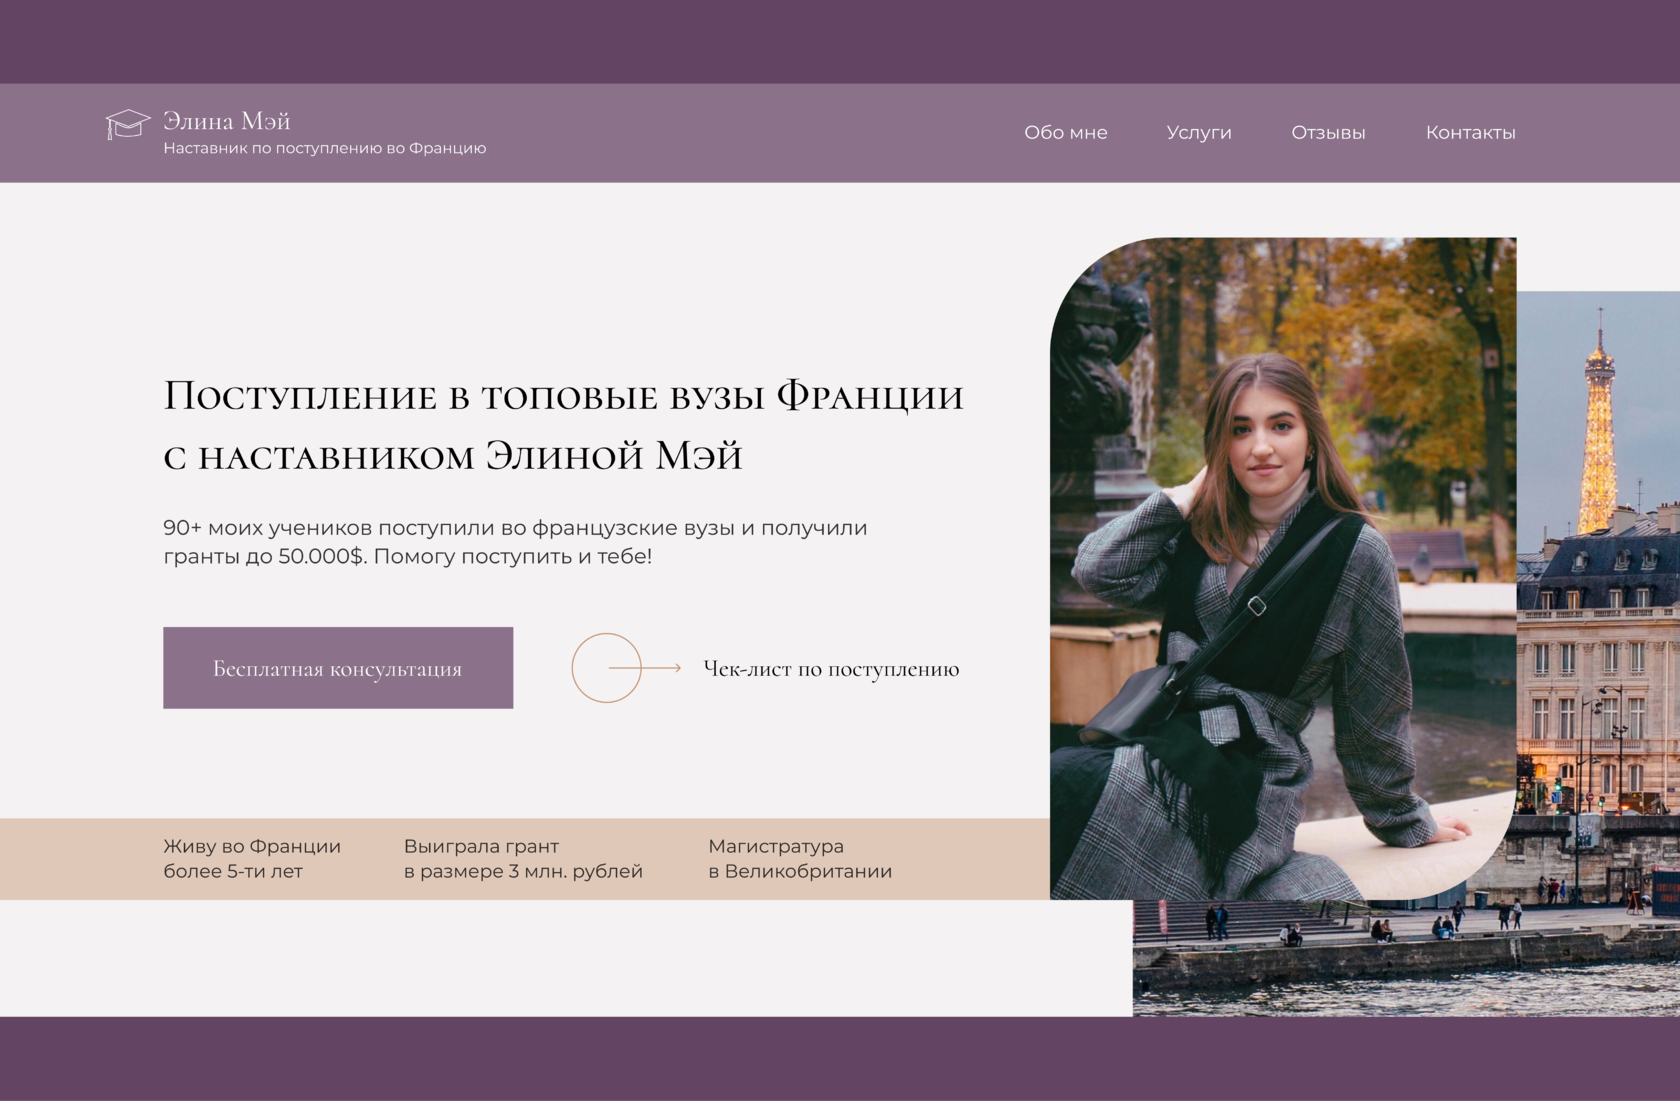 Элина Мэй
Наставник по поступлению во Францию
Обо мне
Услуги
Отзывы
Контакты
Поступление в топовые вузы Франции
с наставником Элиной Мэй
90+ моих учеников поступили во французские вузы и получили
гранты до 50.000$. Помогу поступить и тебе!
Бесплатная консультация
Чек-лист по поступлению
Живу во Франции
более 5-ти лет
Выиграла грант
в размере 3 млн. рублей
Магистратура
в Великобритании